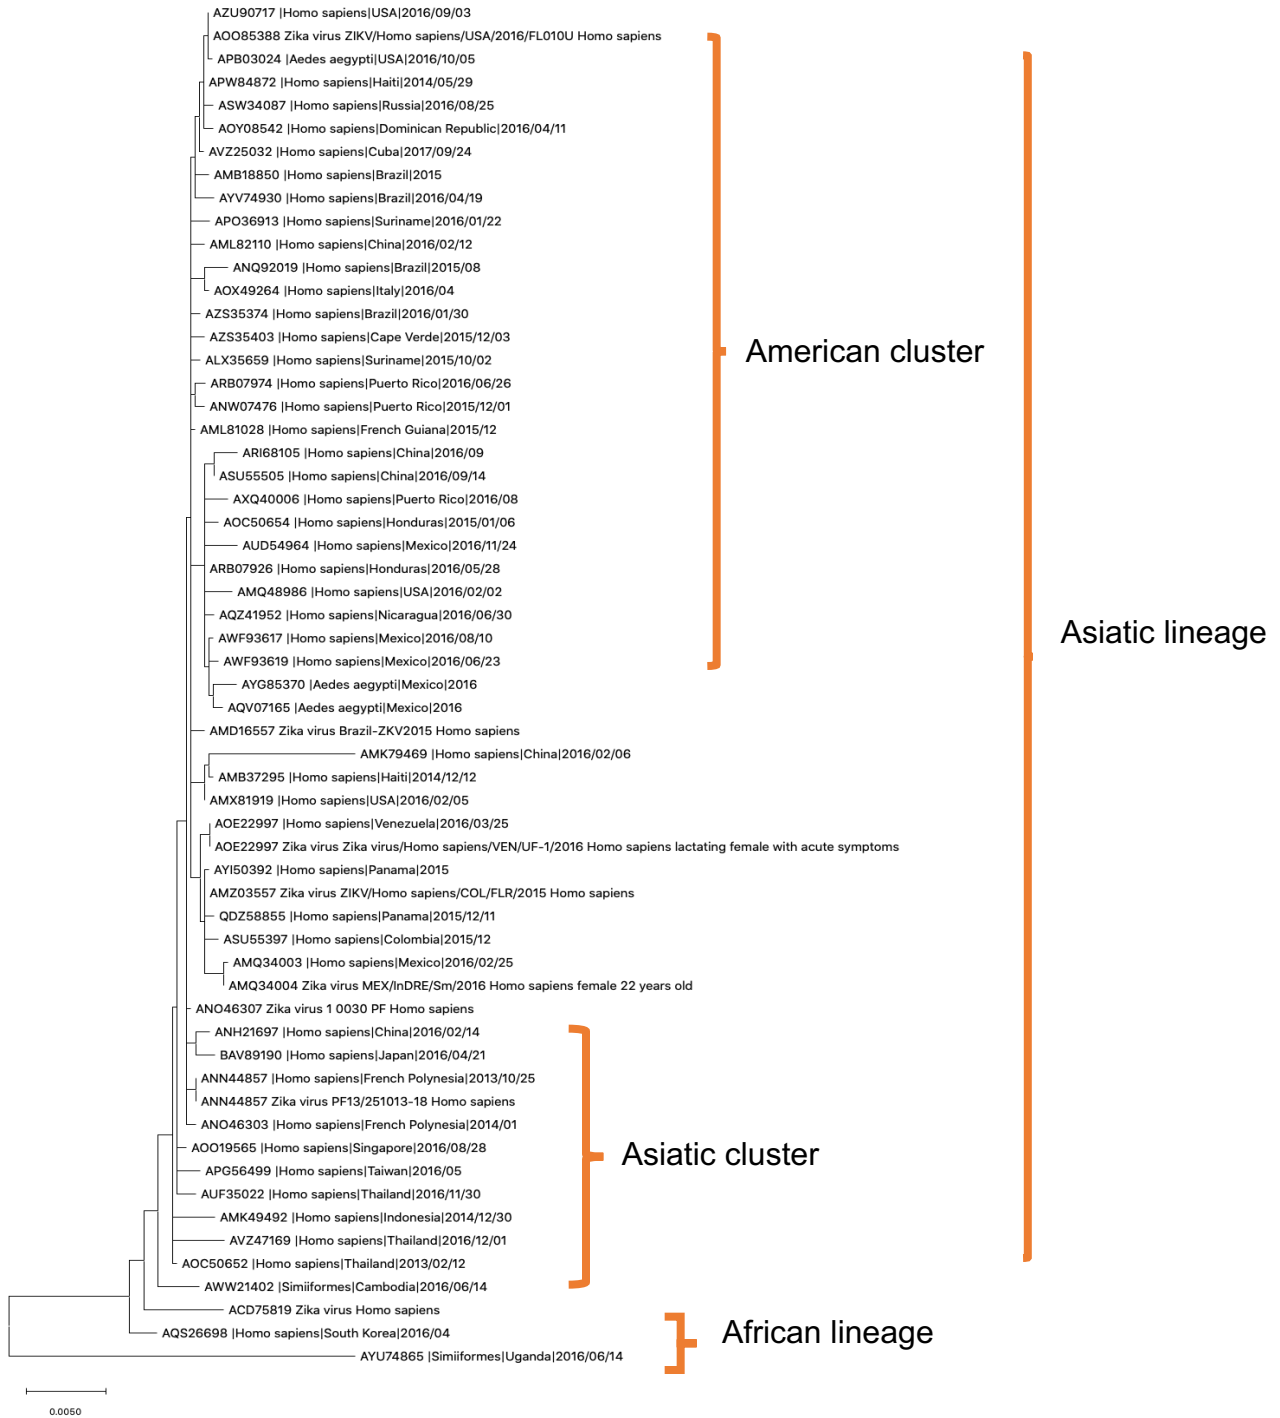 AZU90717 |Homo sapiens|USA|2016/09/03
AOO85388 Zika virus ZIKV/Homo sapiens/USA/2016/FL010U Homo sapiens
APB03024 |Aedes aegypti|USA|2016/10/05
APW84872 |Homo sapiens|Haiti|2014/05/29
ASW34087 |Homo sapiens|Russia|2016/08/25
AOY08542 |Homo sapiens|Dominican Republic|2016/04/11
AVZ25032 |Homo sapiens|Cuba|2017/09/24
AMB18850 |Homo sapiens|Brazil|2015
AYV74930 |Homo sapiens|Brazil|2016/04/19
APO36913 |Homo sapiens|Suriname|2016/01/22
AML82110 |Homo sapiens|China|2016/02/12
ANQ92019 |Homo sapiens|Brazil|2015/08
AOX49264 |Homo sapiens|Italy|2016/04
AZS35374 |Homo sapiens|Brazil|2016/01/30
AZS35403 |Homo sapiens|Cape Verde|2015/12/03
American cluster
ALX35659 |Homo sapiens|Suriname|2015/10/02
ARB07974 |Homo sapiens|Puerto Rico|2016/06/26
ANW07476 |Homo sapiens|Puerto Rico|2015/12/01
AML81028 |Homo sapiens|French Guiana|2015/12
ARI68105 |Homo sapiens|China|2016/09
ASU55505 |Homo sapiens|China|2016/09/14
AXQ40006 |Homo sapiens|Puerto Rico|2016/08
AOC50654 |Homo sapiens|Honduras|2015/01/06
AUD54964 |Homo sapiens|Mexico|2016/11/24
ARB07926 |Homo sapiens|Honduras|2016/05/28
AMQ48986 |Homo sapiens|USA|2016/02/02
AQZ41952 |Homo sapiens|Nicaragua|2016/06/30
Asiatic lineage
AWF93617 |Homo sapiens|Mexico|2016/08/10
AWF93619 |Homo sapiens|Mexico|2016/06/23
AYG85370 |Aedes aegypti|Mexico|2016
AQV07165 |Aedes aegypti|Mexico|2016
AMD16557 Zika virus Brazil-ZKV2015 Homo sapiens
AMK79469 |Homo sapiens|China|2016/02/06
AMB37295 |Homo sapiens|Haiti|2014/12/12
AMX81919 |Homo sapiens|USA|2016/02/05
AOE22997 |Homo sapiens|Venezuela|2016/03/25
AOE22997 Zika virus Zika virus/Homo sapiens/VEN/UF-1/2016 Homo sapiens lactating female with acute symptoms
AYI50392 |Homo sapiens|Panama|2015
AMZ03557 Zika virus ZIKV/Homo sapiens/COL/FLR/2015 Homo sapiens
QDZ58855 |Homo sapiens|Panama|2015/12/11
ASU55397 |Homo sapiens|Colombia|2015/12
AMQ34003 |Homo sapiens|Mexico|2016/02/25
AMQ34004 Zika virus MEX/InDRE/Sm/2016 Homo sapiens female 22 years old
ANO46307 Zika virus 1 0030 PF Homo sapiens
ANH21697 |Homo sapiens|China|2016/02/14
BAV89190 |Homo sapiens|Japan|2016/04/21
ANN44857 |Homo sapiens|French Polynesia|2013/10/25
ANN44857 Zika virus PF13/251013-18 Homo sapiens
ANO46303 |Homo sapiens|French Polynesia|2014/01
AOO19565 |Homo sapiens|Singapore|2016/08/28
Asiatic cluster
APG56499 |Homo sapiens|Taiwan|2016/05
AUF35022 |Homo sapiens|Thailand|2016/11/30
AMK49492 |Homo sapiens|Indonesia|2014/12/30
AVZ47169 |Homo sapiens|Thailand|2016/12/01
AOC50652 |Homo sapiens|Thailand|2013/02/12
AWW21402 |Simiiformes|Cambodia|2016/06/14
ACD75819 Zika virus Homo sapiens
AQS26698 |Homo sapiens|South Korea|2016/04
African lineage
AYU74865 |Simiiformes|Uganda|2016/06/14
0.0050